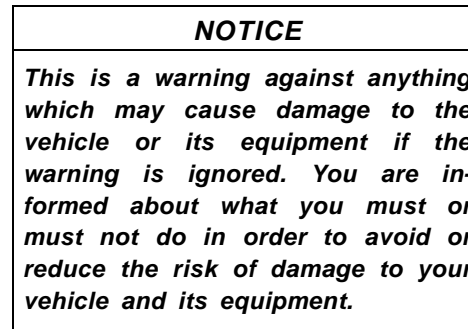 NOTICE
This is a warning against anything
which may cause damage to the
vehicle or its equipment if the
warning is ignored. You are in-
formed about what you must or
must not do in order to avoid or
reduce the risk of damage to your
vehicle and its equipment.